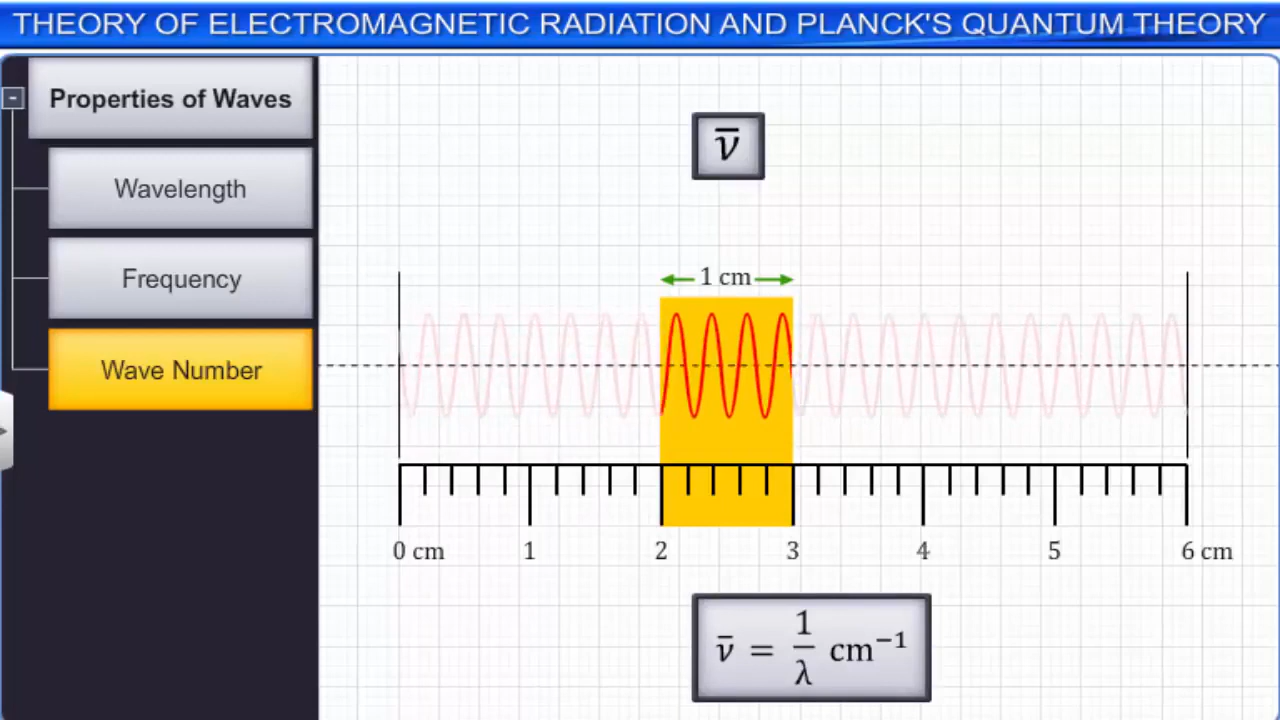 THEORY OF ELECTROMAGNETIC RADIATION AND PLANCK'S QUANTUM THEORY
Properties of Waves
Wavelength
Frequency
Wave Number
ν̅
1 cm
0 cm 1 2 3 4 5 6 cm
ν̅ = 1/λ cm⁻¹